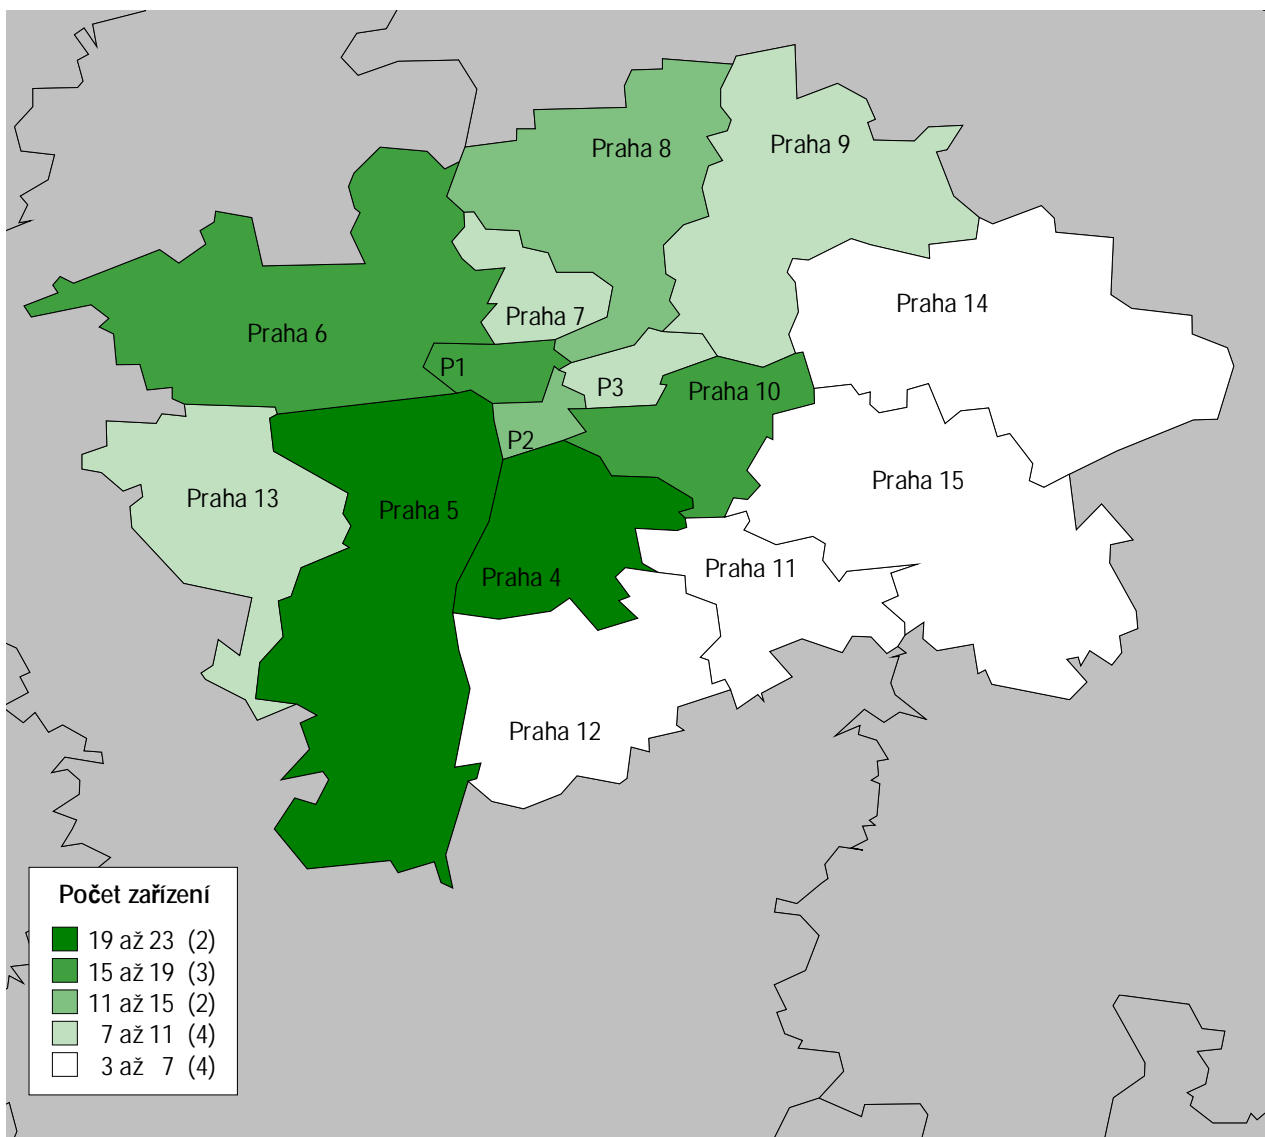 Praha 8
Praha 9
Praha 14
Praha 7
Praha 6
P1
P3
Praha 10
P2
Praha 15
Praha 13
Praha 5
Praha 4
Praha 11
Praha 12
Počet zařízení
19 až 23 (2)
15 až 19 (3)
11 až 15 (2)
7 až 11 (4)
3 až 7 (4)